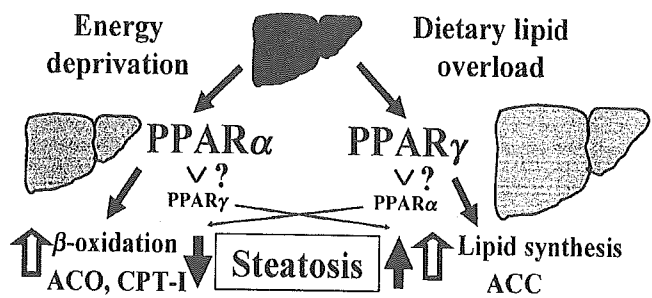 Energy
deprivation
Dietary lipid
overload
PPARα
∨ ?
PPARγ
PPARγ
∨ ?
PPARα
β-oxidation
ACO, CPT-I
Steatosis
Lipid synthesis
ACC